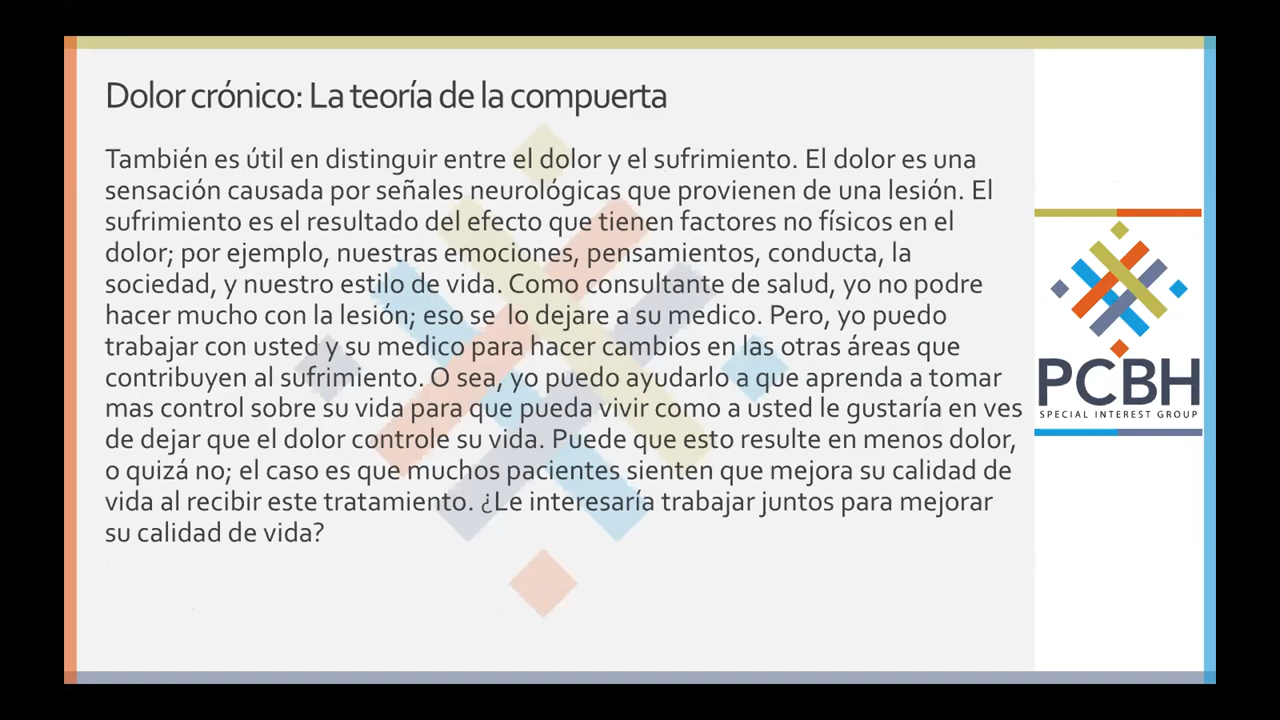 Dolor crónico: La teoría de la compuerta
También es útil en distinguir entre el dolor y el sufrimiento. El dolor es una
sensación causada por señales neurológicas que provienen de una lesión. El
sufrimiento es el resultado del efecto que tienen factores no físicos en el
dolor; por ejemplo, nuestras emociones, pensamientos, conducta, la
sociedad, y nuestro estilo de vida. Como consultante de salud, yo no podre
hacer mucho con la lesión; eso se  lo dejare a su medico. Pero, yo puedo
trabajar con usted y su medico para hacer cambios en las otras áreas que
contribuyen al sufrimiento. O sea, yo puedo ayudarlo a que aprenda a tomar
mas control sobre su vida para que pueda vivir como a usted le gustaría en ves
de dejar que el dolor controle su vida. Puede que esto resulte en menos dolor,
o quizá no; el caso es que muchos pacientes sienten que mejora su calidad de
vida al recibir este tratamiento. ¿Le interesaría trabajar juntos para mejorar
su calidad de vida?
PCBH
SPECIAL INTEREST GROUP